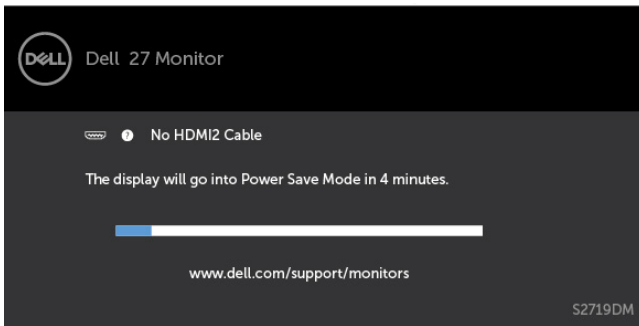 DELL
Dell 27 Monitor
? No HDMI2 Cable
The display will go into Power Save Mode in 4 minutes.
www.dell.com/support/monitors
S2719DM